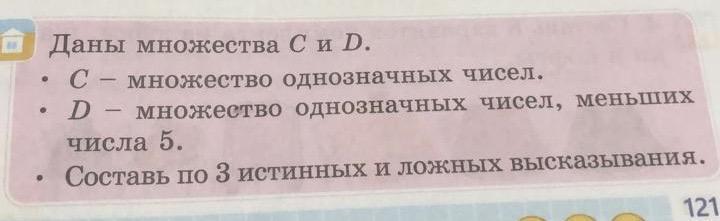 Даны множества C и D.
• C – множество однозначных чисел.
• D – множество однозначных чисел, меньших
числа 5.
• Составь по 3 истинных и ложных высказывания.
121